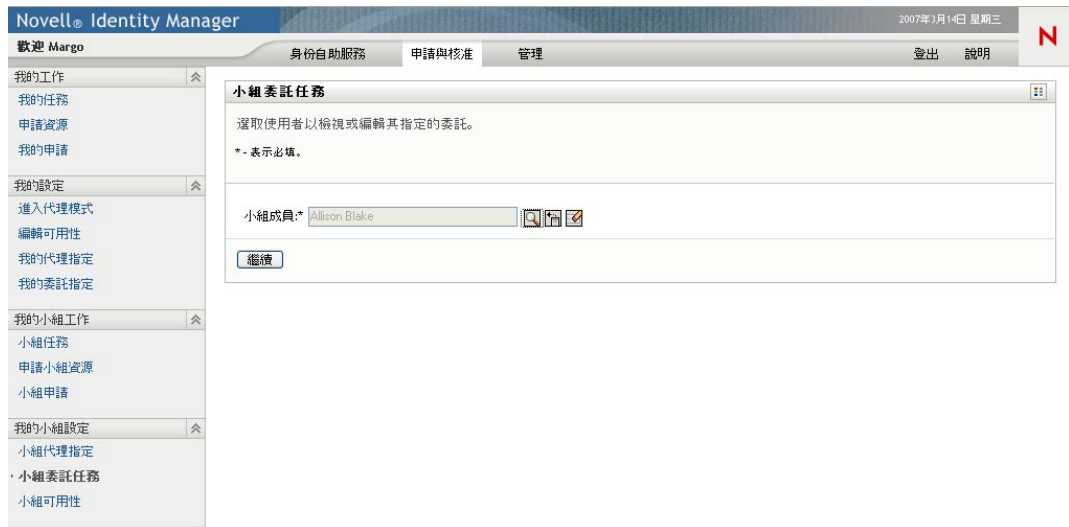 Novell® Identity Manager
2007年3月14日 星期三
歡迎 Margo
身份自助服務 申請與核准 管理 登出 說明
N
我的工作
我的任務
申請資源
我的申請
我的設定
進入代理模式
編輯可用性
我的代理指定
我的委託指定
我的小組工作
小組任務
申請小組資源
小組申請
我的小組設定
小組代理指定
小組委託任務
小組可用性
小組委託任務
選取使用者以檢視或編輯其指定的委託。
* - 表示必填。
小組成員:* Allison Blake
繼續